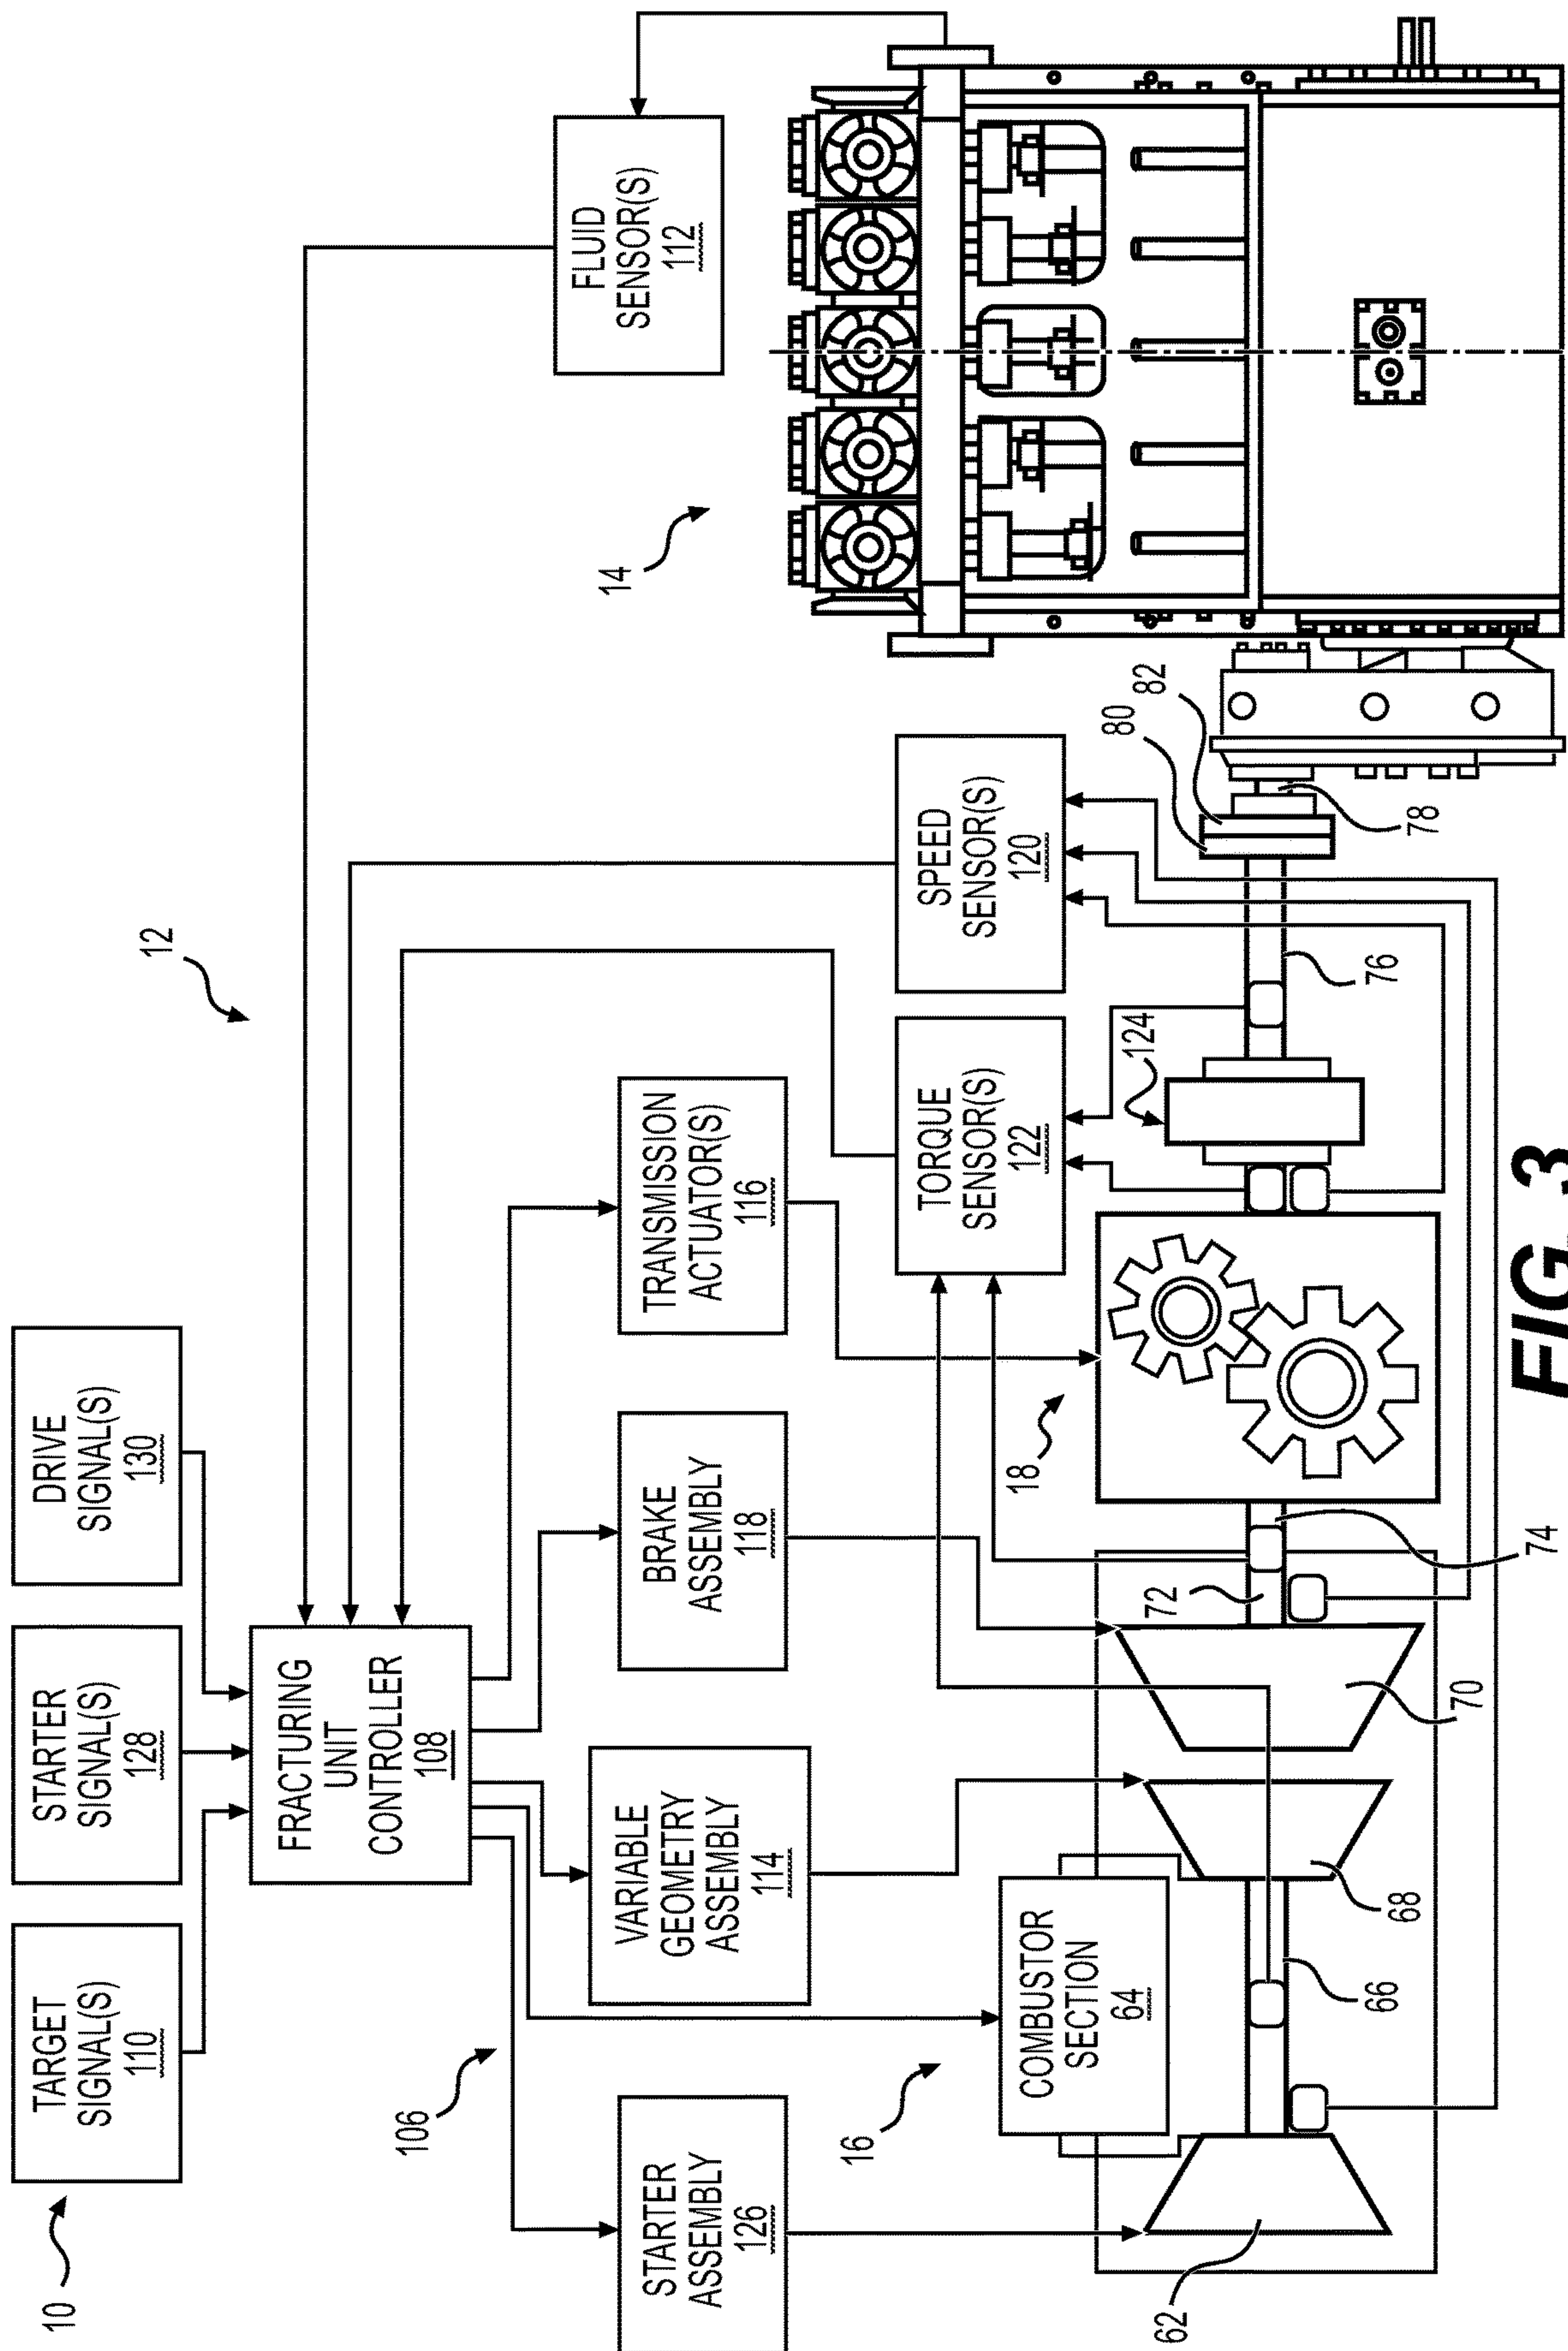 10
TARGET
SIGNAL(S)
110
STARTER
SIGNAL(S)
128
DRIVE
SIGNAL(S)
130
12
FRACTURING
UNIT
CONTROLLER
108
106
STARTER
ASSEMBLY
126
VARIABLE
GEOMETRY
ASSEMBLY
114
BRAKE
ASSEMBLY
118
TRANSMISSION
ACTUATOR(S)
116
FLUID
SENSOR(S)
112
14
16
COMBUSTOR
SECTION
64
TORQUE
SENSOR(S)
122
SPEED
SENSOR(S)
120
18
124
80
82
62
66
68
70
72
74
76
78
FIG. 3